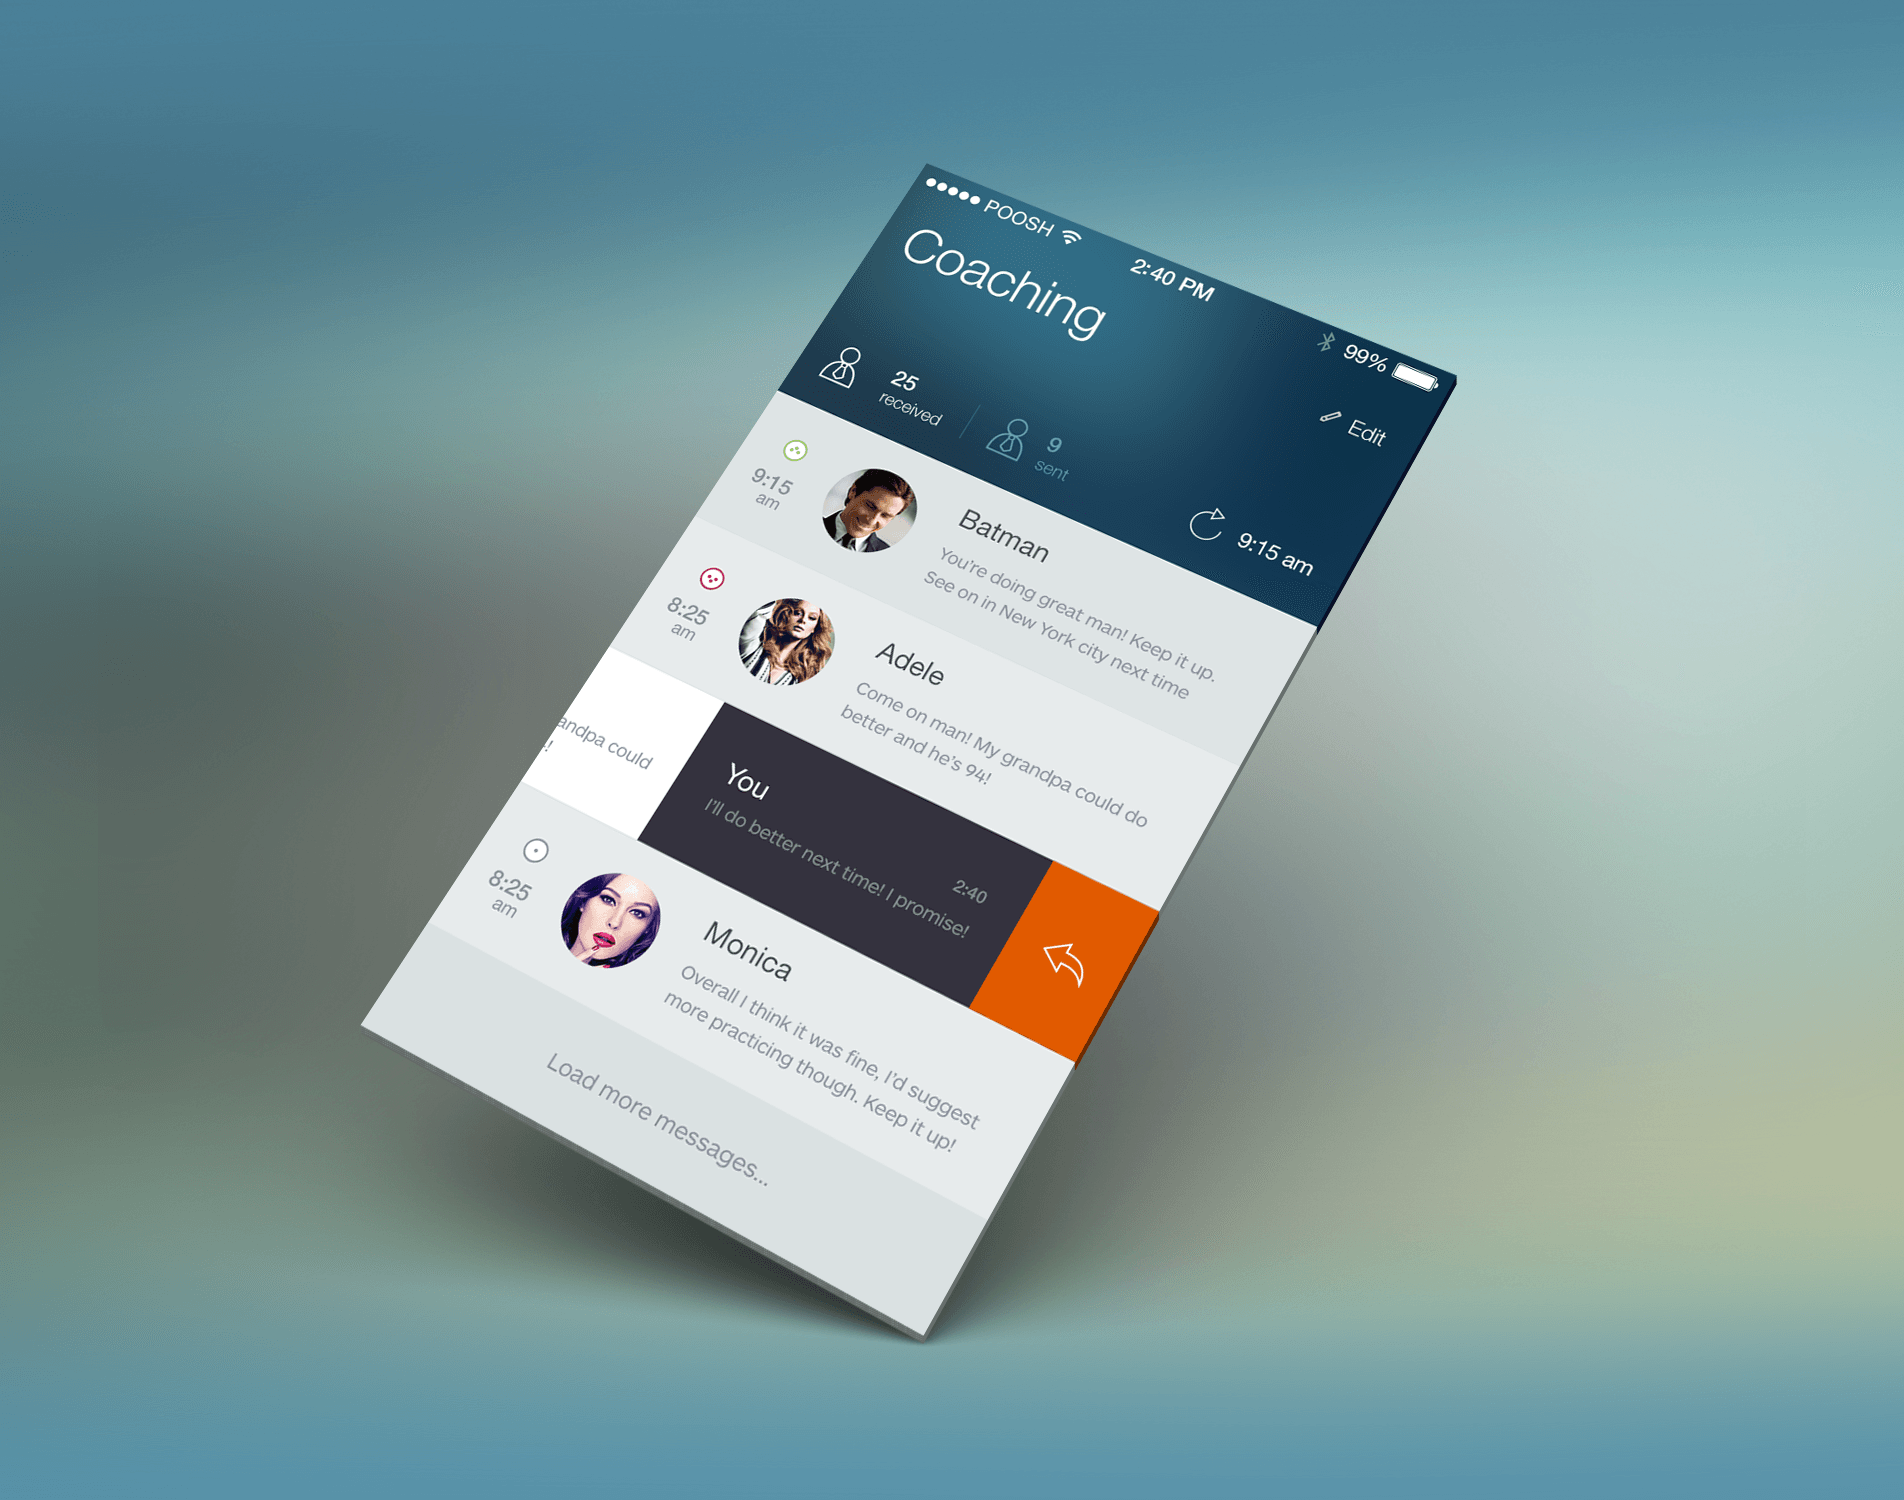 POOSH
2:40 PM
99%
Coaching
Edit
25
received
9
sent
9:15 am
9:15
am
Batman
You're doing great man! Keep it up.
See on in New York city next time
8:25
am
Adele
Come on man! My grandpa could do
better and he's 94!
andpa could
!
You
I'll do better next time! I promise!
2:40
8:25
am
Monica
Overall I think it was fine, I'd suggest
more practicing though. Keep it up!
Load more messages...